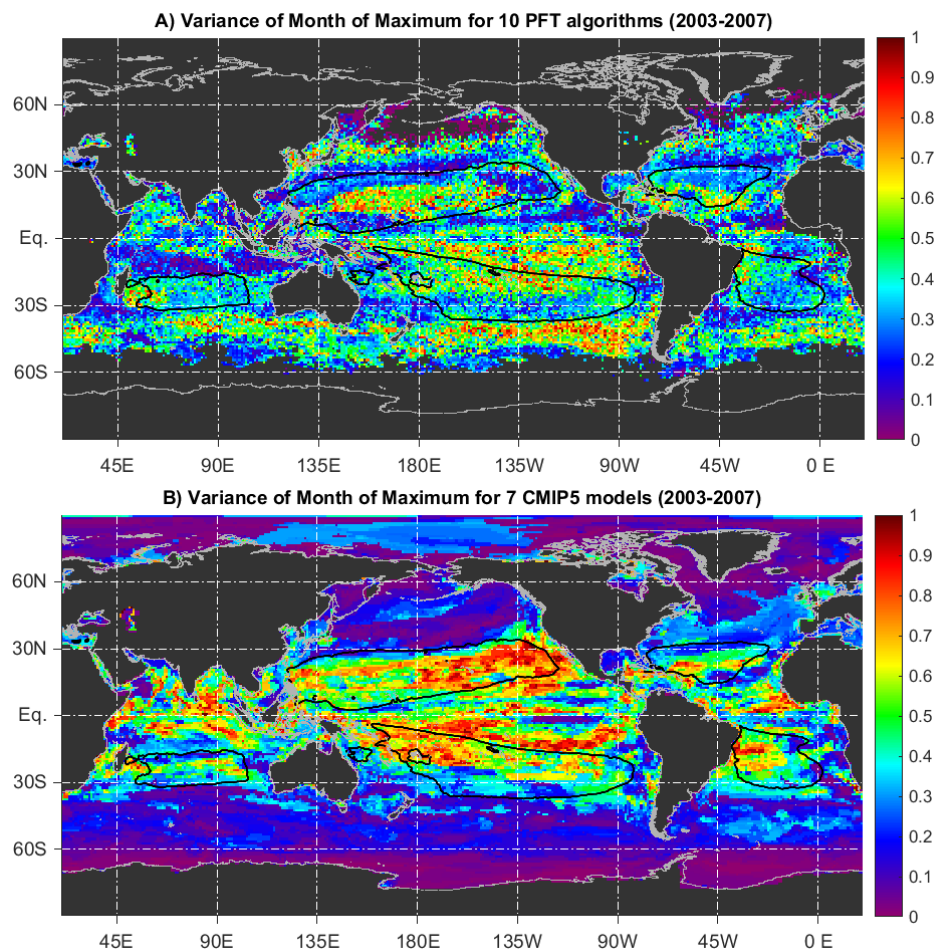 A) Variance of Month of Maximum for 10 PFT algorithms (2003-2007)
60N
30N
Eq.
30S
60S
45E 90E 135E 180E 135W 90W 45W 0 E
1
0.9
0.8
0.7
0.6
0.5
0.4
0.3
0.2
0.1
0
B) Variance of Month of Maximum for 7 CMIP5 models (2003-2007)
60N
30N
Eq.
30S
60S
45E 90E 135E 180E 135W 90W 45W 0 E
1
0.9
0.8
0.7
0.6
0.5
0.4
0.3
0.2
0.1
0